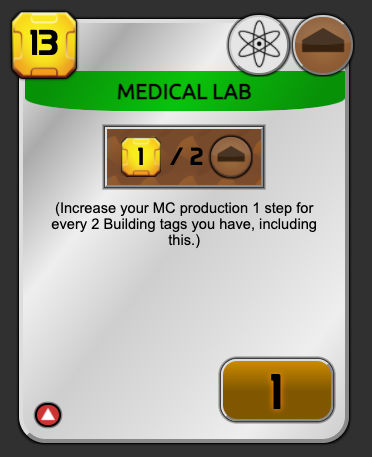 13
MEDICAL LAB
1 / 2
(Increase your MC production 1 step for
every 2 Building tags you have, including
this.)
1